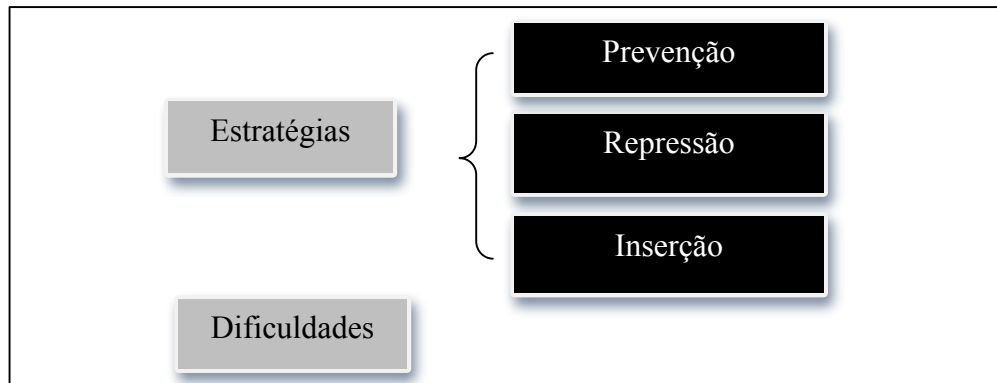 Estratégias
Prevenção
Repressão
Inserção
Dificuldades